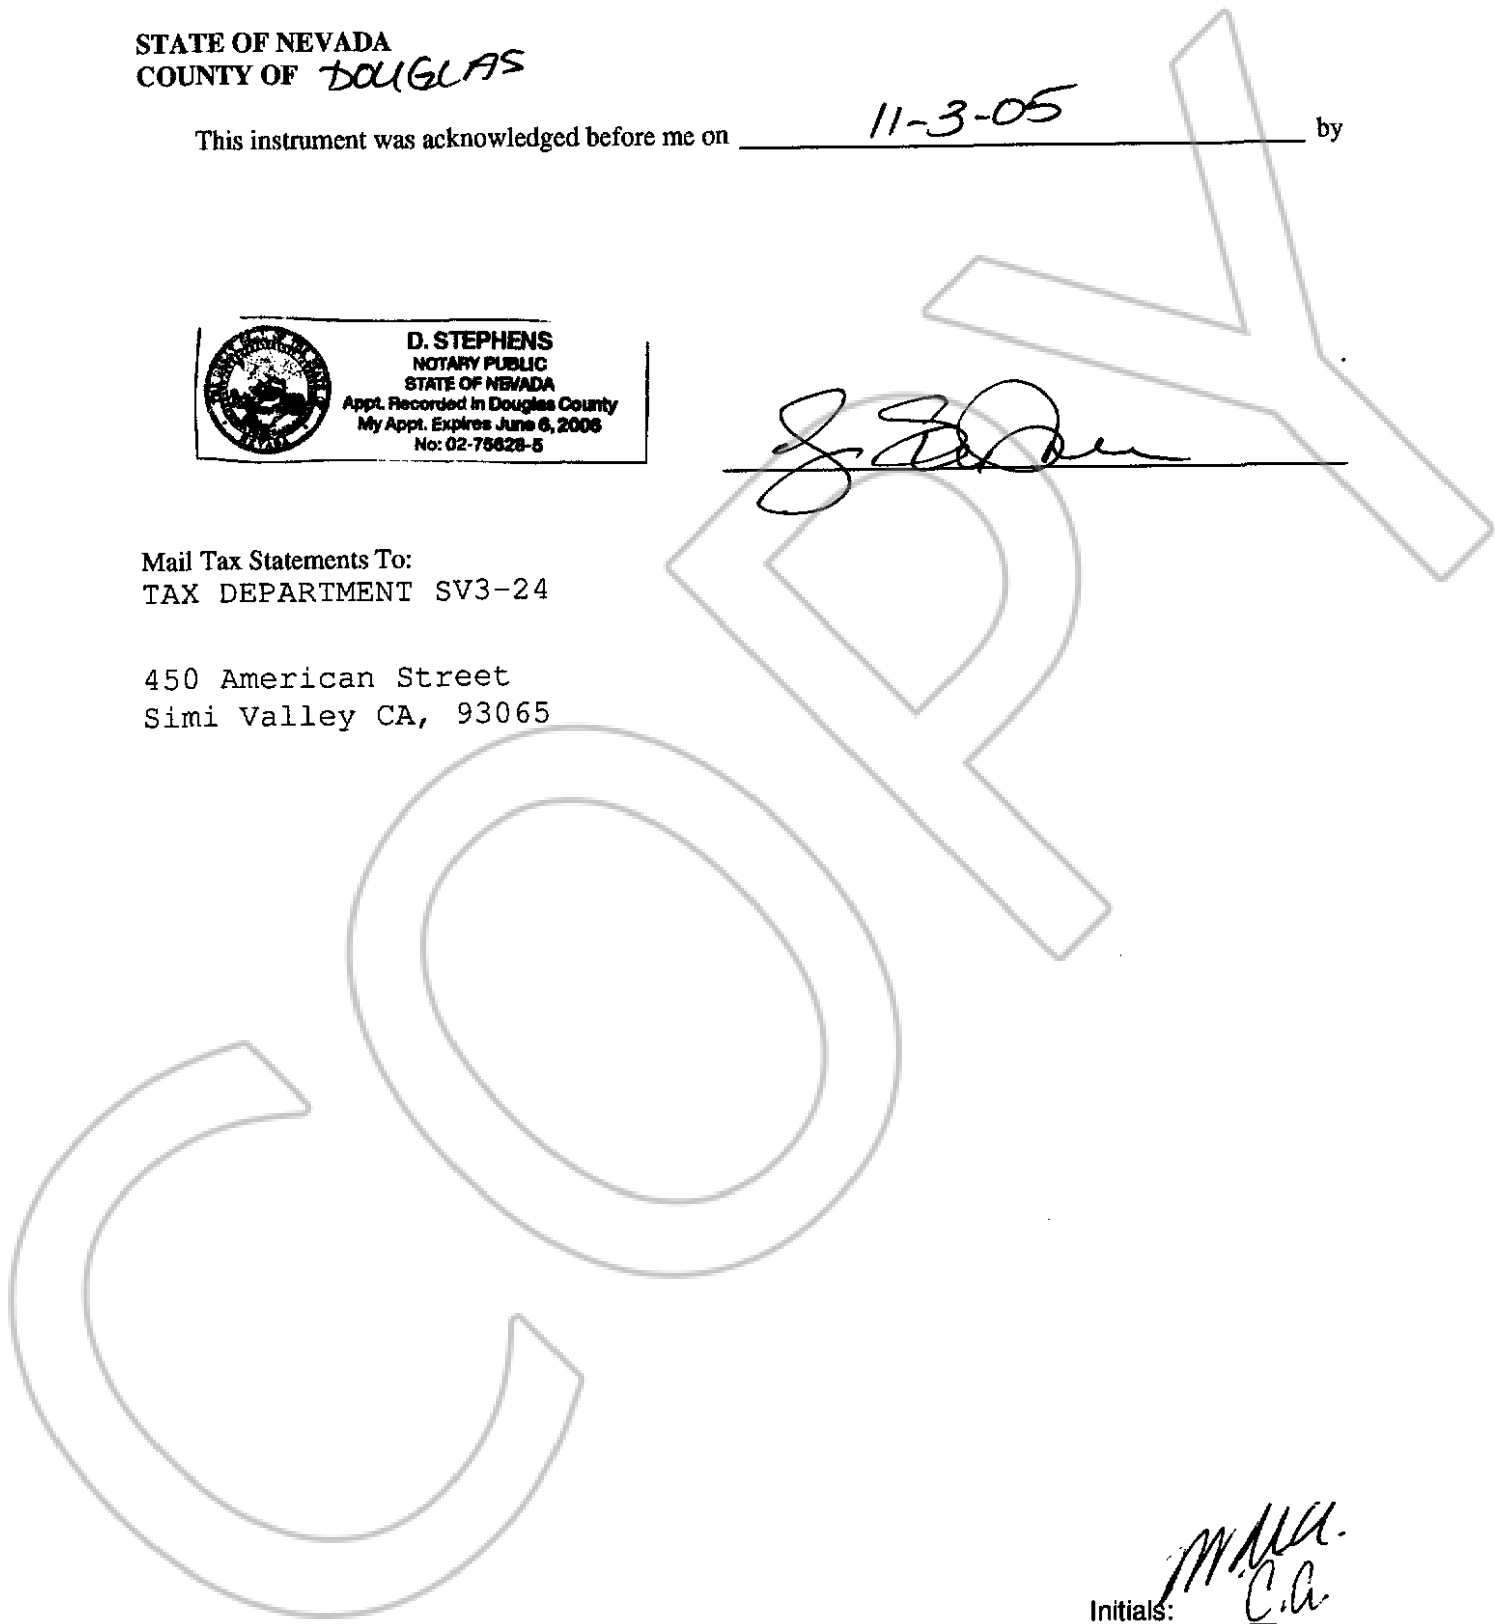 STATE OF NEVADA
COUNTY OF DOUGLAS
This instrument was acknowledged before me on 11-3-05 by
D. STEPHENS
NOTARY PUBLIC
STATE OF NEVADA
Appt. Recorded in Douglas County
My Appt. Expires June 6, 2006
No: 02-75628-5
Mail Tax Statements To:
TAX DEPARTMENT SV3-24
450 American Street
Simi Valley CA, 93065
COPY
Initials: C.A.